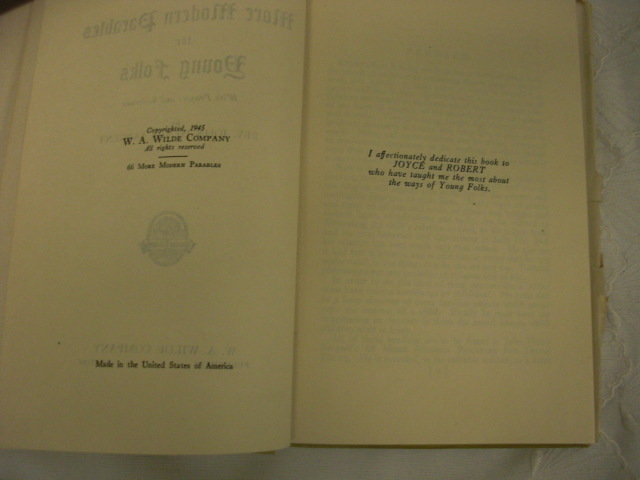 Copyrighted, 1945
W. A. WILDE COMPANY
All rights reserved
66 MORE MODERN PARABLES
Made in the United States of America
I affectionately dedicate this book to
JOYCE and ROBERT
who have taught me the most about
the ways of Young Folks.